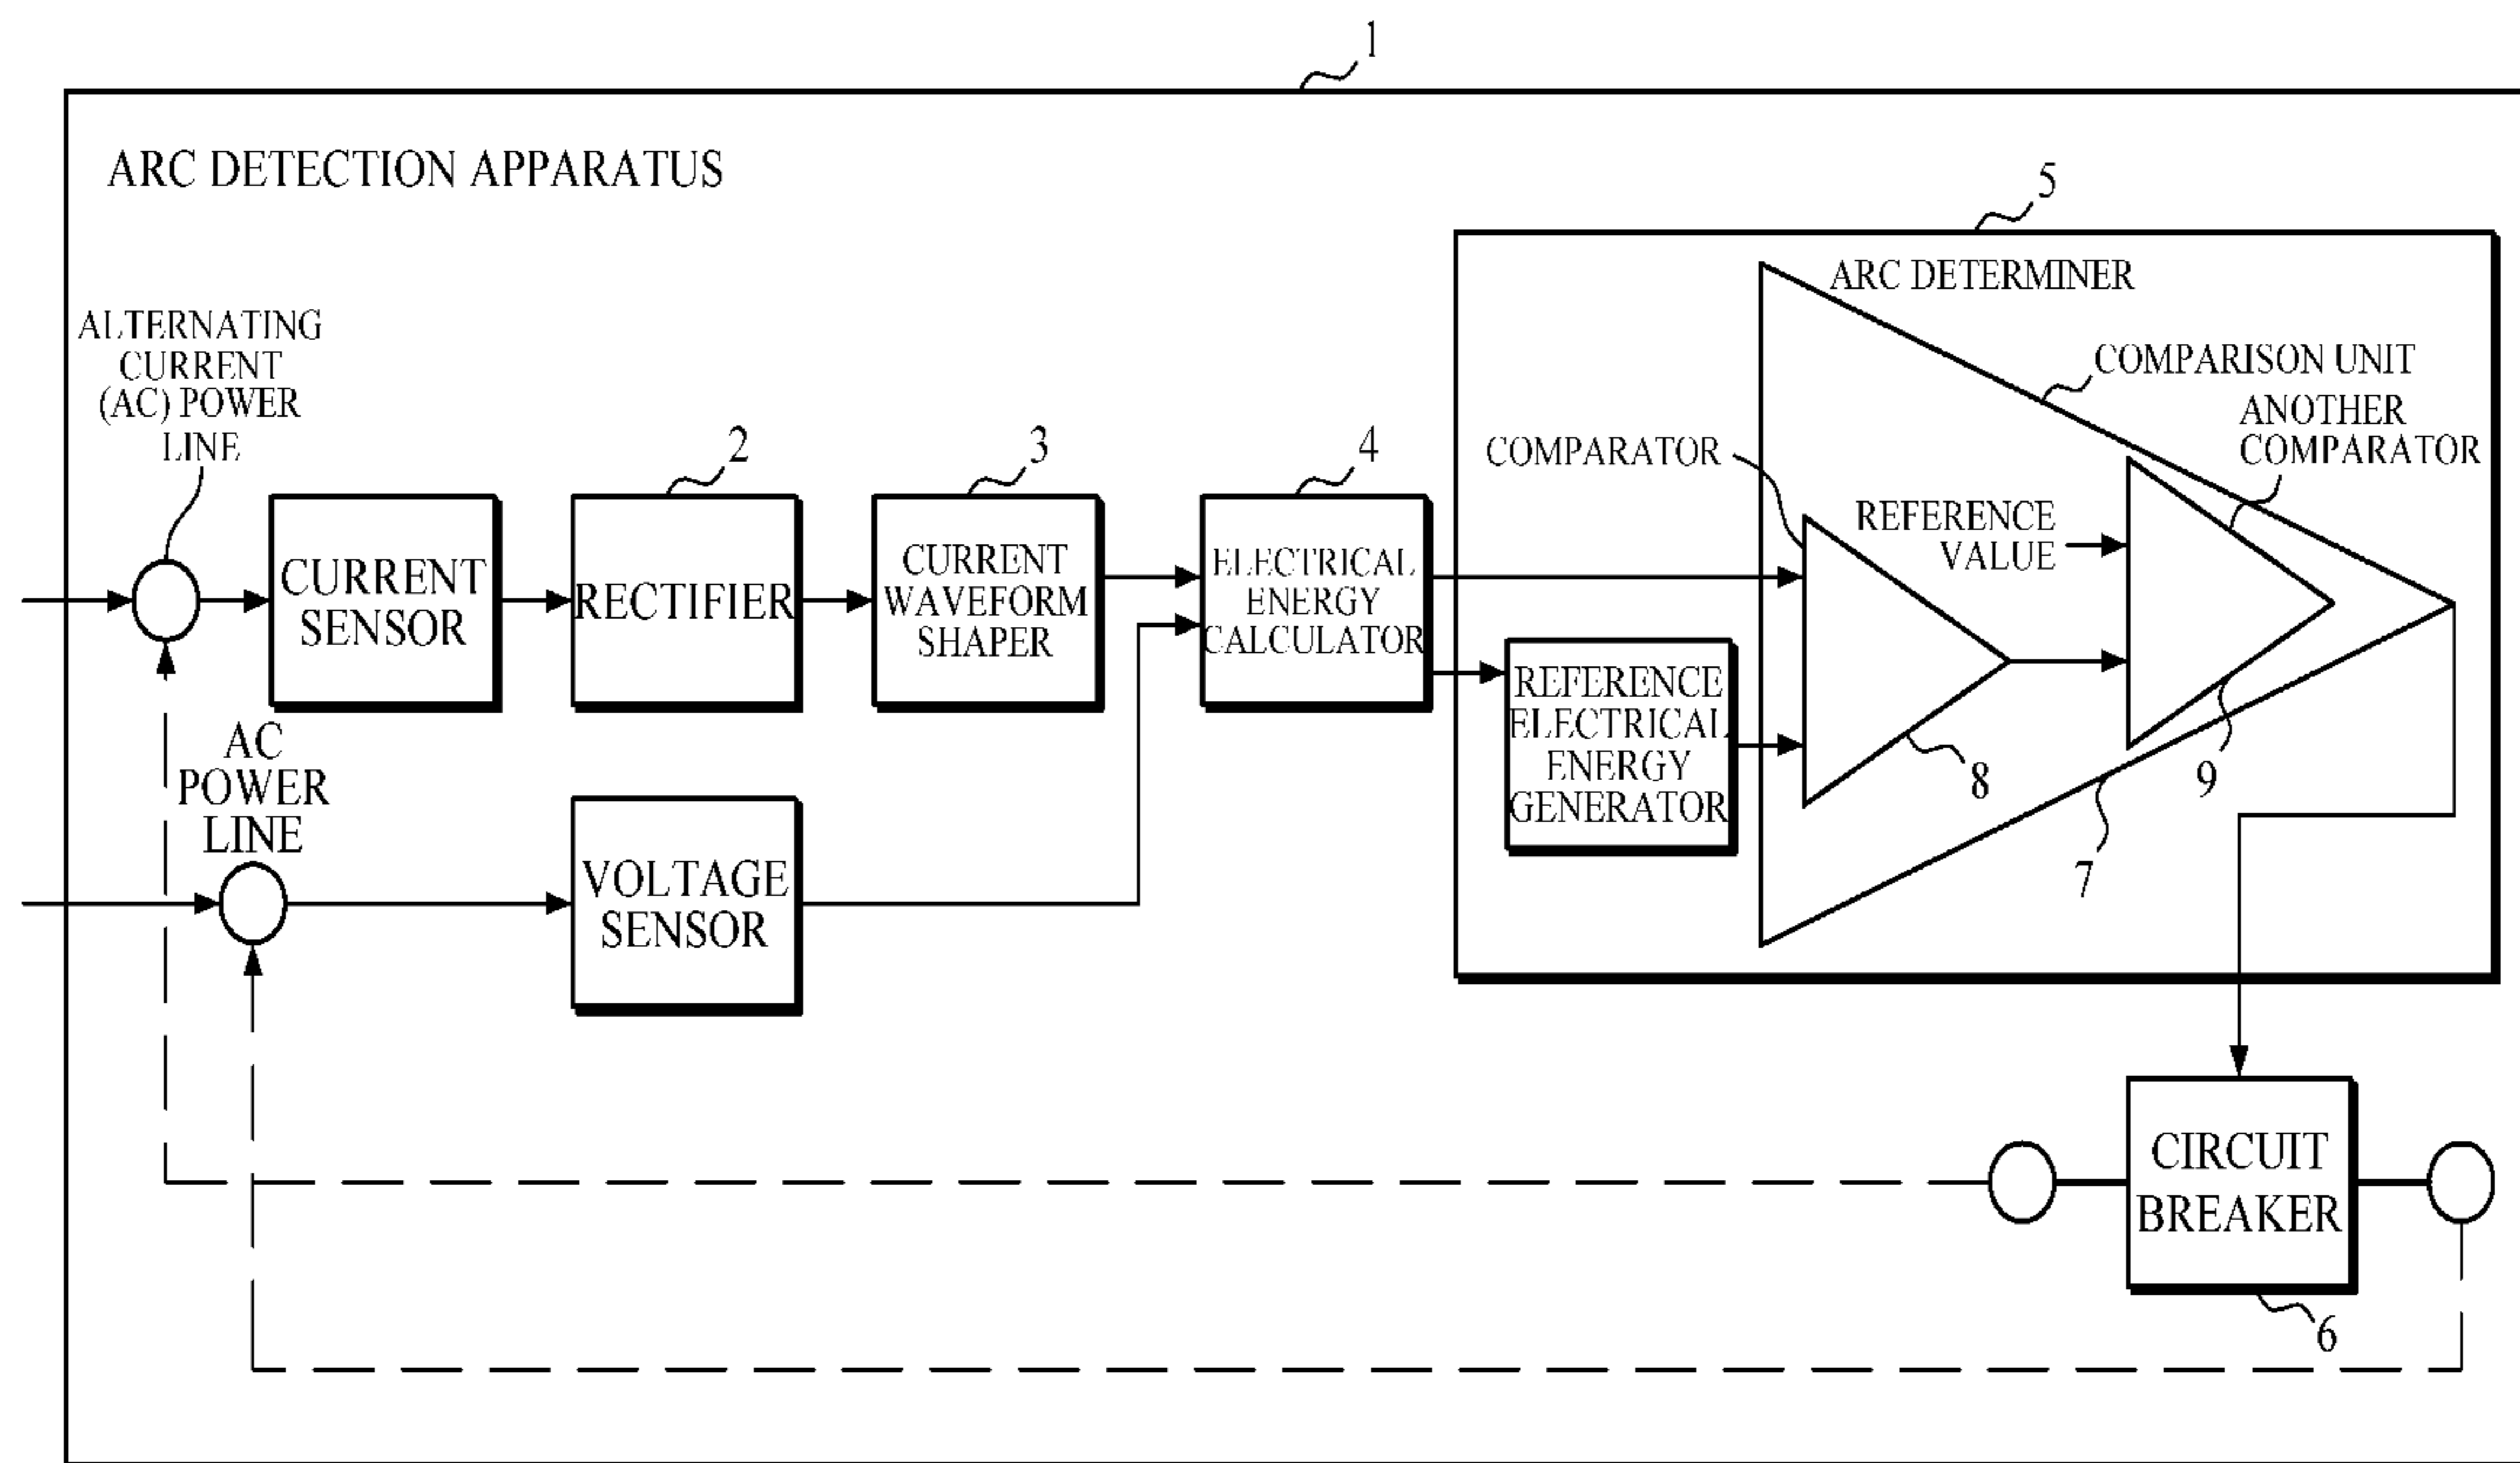 1
ARC DETECTION APPARATUS
5
ARC DETERMINER
ALTERNATING
CURRENT
(AC) POWER
LINE
COMPARISON UNIT
ANOTHER
COMPARATOR
2
3
4
COMPARATOR
REFERENCE
VALUE
CURRENT
SENSOR
RECTIFIER
CURRENT
WAVEFORM
SHAPER
ELECTRICAL
ENERGY
CALCULATOR
REFERENCE
ELECTRICAL
ENERGY
GENERATOR
8
9
7
AC
POWER
LINE
VOLTAGE
SENSOR
CIRCUIT
BREAKER
6